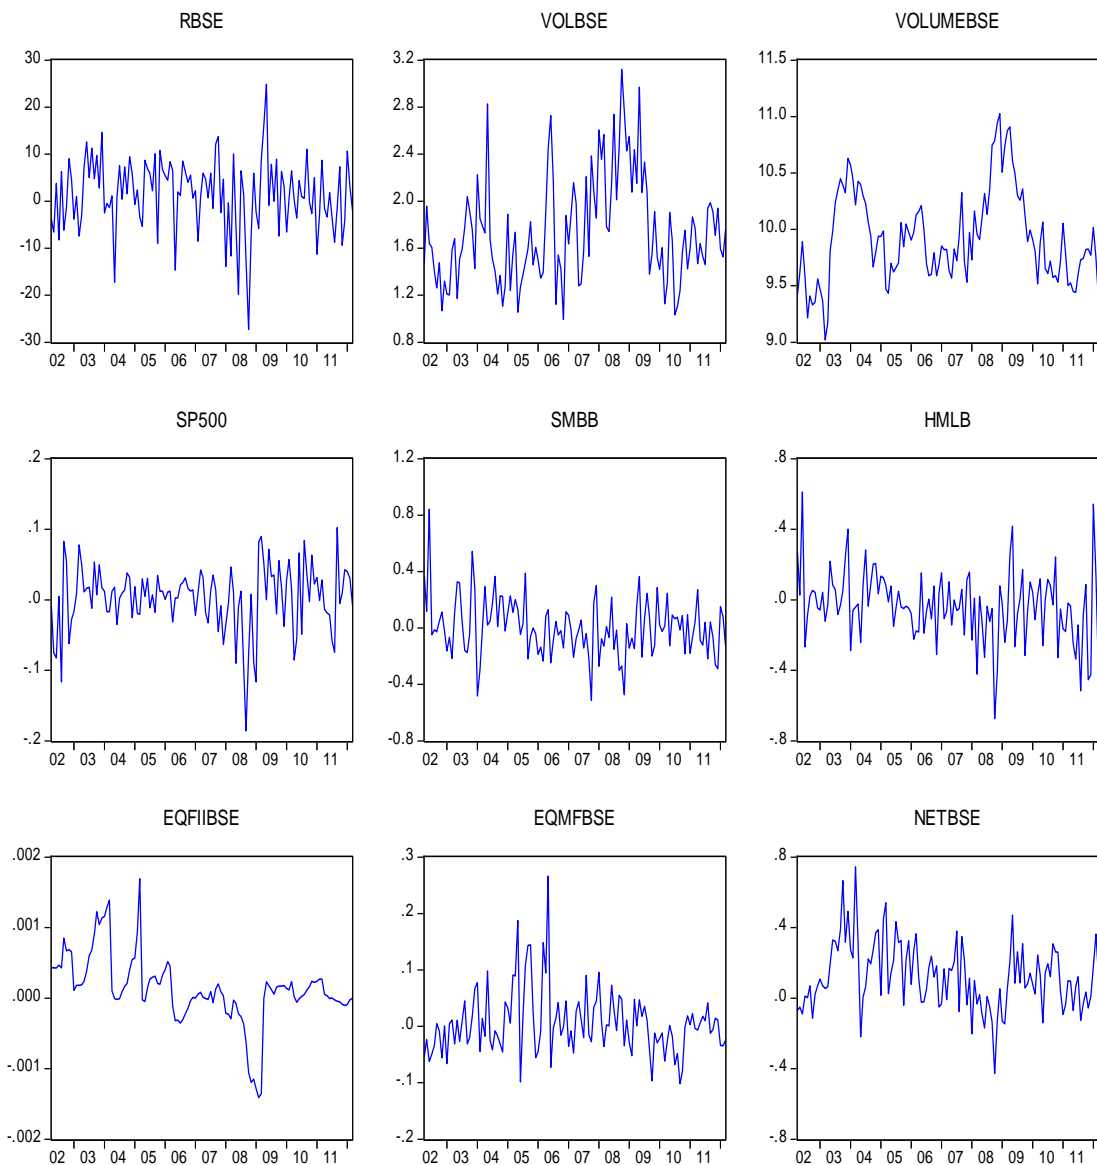 RBSE VOLBSE VOLUMEBSE
30 3.2 11.5
20 2.8 11.0
10 2.4 10.5
0 2.0 10.0
-10 1.6 9.5
-20 1.2 9.0
-30 0.8
02 03 04 05 06 07 08 09 10 11 02 03 04 05 06 07 08 09 10 11 02 03 04 05 06 07 08 09 10 11
SP500 SMBB HMLB
.2 1.2 .8
.1 0.8 .4
.0 0.4 .0
-.1 0.0 -.4
-.2 -0.4 -.8
-0.8
02 03 04 05 06 07 08 09 10 11 02 03 04 05 06 07 08 09 10 11 02 03 04 05 06 07 08 09 10 11
EQFIIBSE EQMFBSE NETBSE
.002 .3 .8
.001 .2 .4
.000 .1 .0
-.001 .0 -.4
-.002 -.1 -.8
-.2
02 03 04 05 06 07 08 09 10 11 02 03 04 05 06 07 08 09 10 11 02 03 04 05 06 07 08 09 10 11